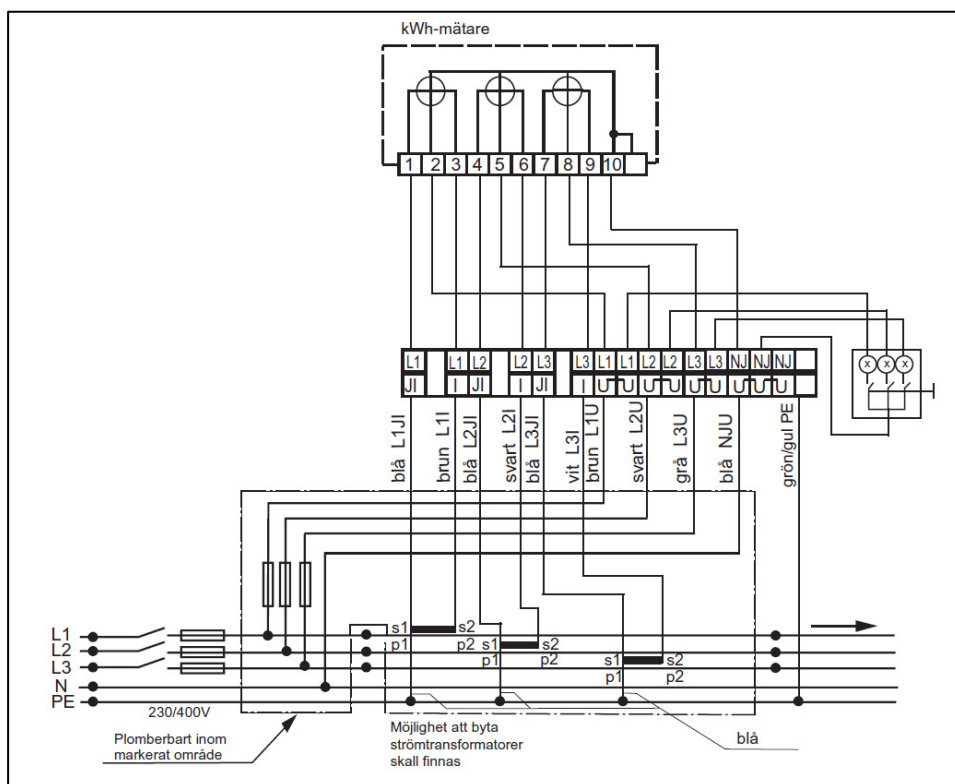 kWh-mätare
1 2 3 4 5 6 7 8 9 10
L1 L1 L2 L2 L3 L3 L1 L1 L2 L2 L3 L3 NJ NJ NJ
JI I JI I JI I U U U U U U U U U
x x x
blå L1JI
brun L1I
blå L2JI
svart L2I
blå L3JI
vit L3I
brun L1U
svart L2U
grå L3U
blå NJU
grön/gul PE
L1 s1 s2
p1 p2
L2 s1 s2
p1 p2
L3 s1 s2
p1 p2
N
PE
230/400V
Plomberbart inom
markerat område
Möjlighet att byta
strömtransformatorer
skall finnas
blå